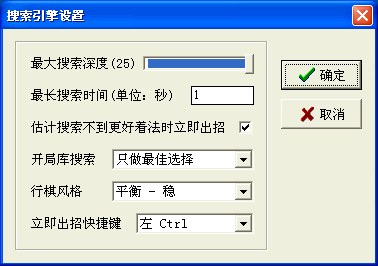 搜索引擎设置
最大搜索深度(25)
确定
最长搜索时间(单位：秒) 1
取消
估计搜索不到更好着法时立即出招
开局库搜索 只做最佳选择
行棋风格 平衡 - 稳
立即出招快捷键 左 Ctrl